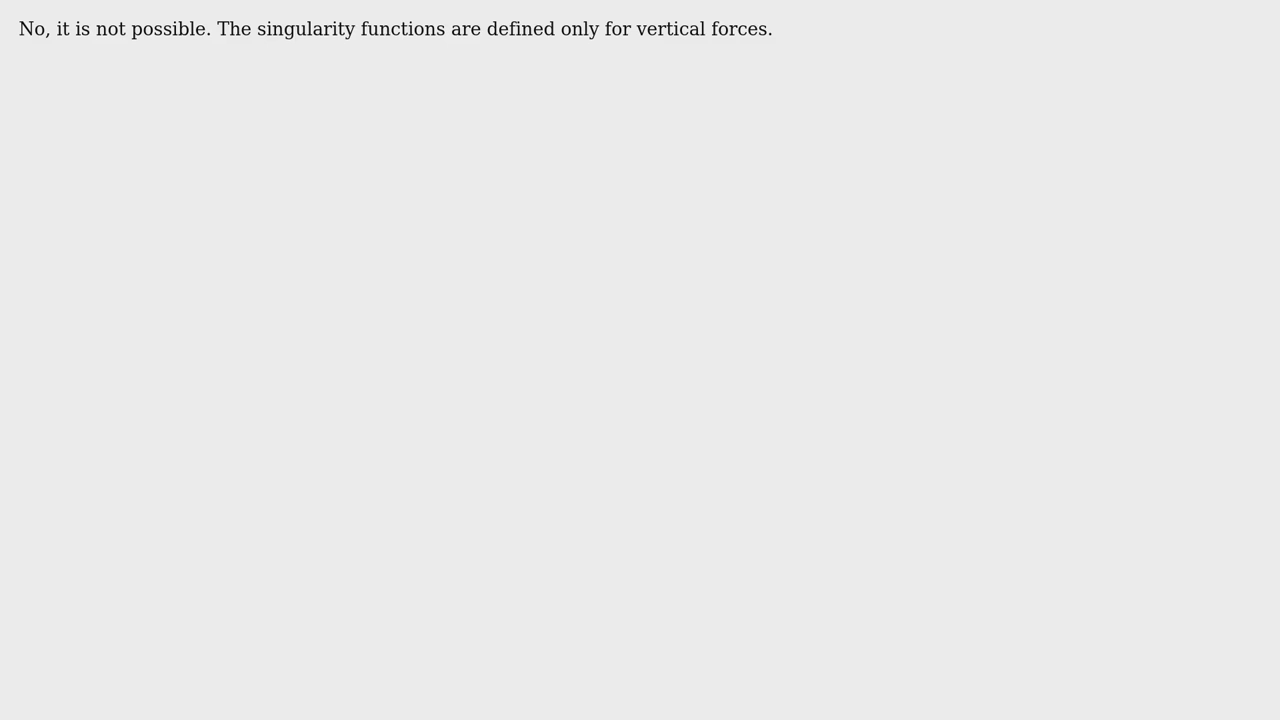 No, it is not possible. The singularity functions are defined only for vertical forces.